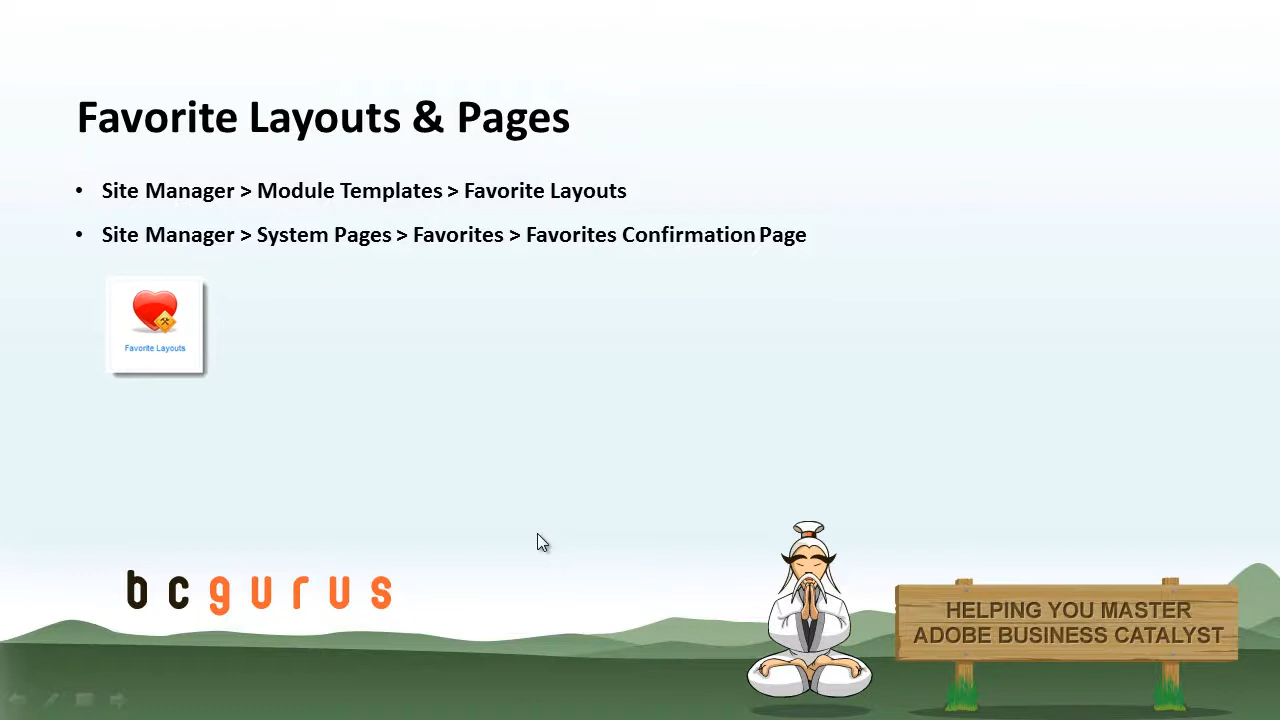 Favorite Layouts & Pages
• Site Manager > Module Templates > Favorite Layouts
• Site Manager > System Pages > Favorites > Favorites Confirmation Page
Favorite Layouts
bcgurus
HELPING YOU MASTER
ADOBE BUSINESS CATALYST